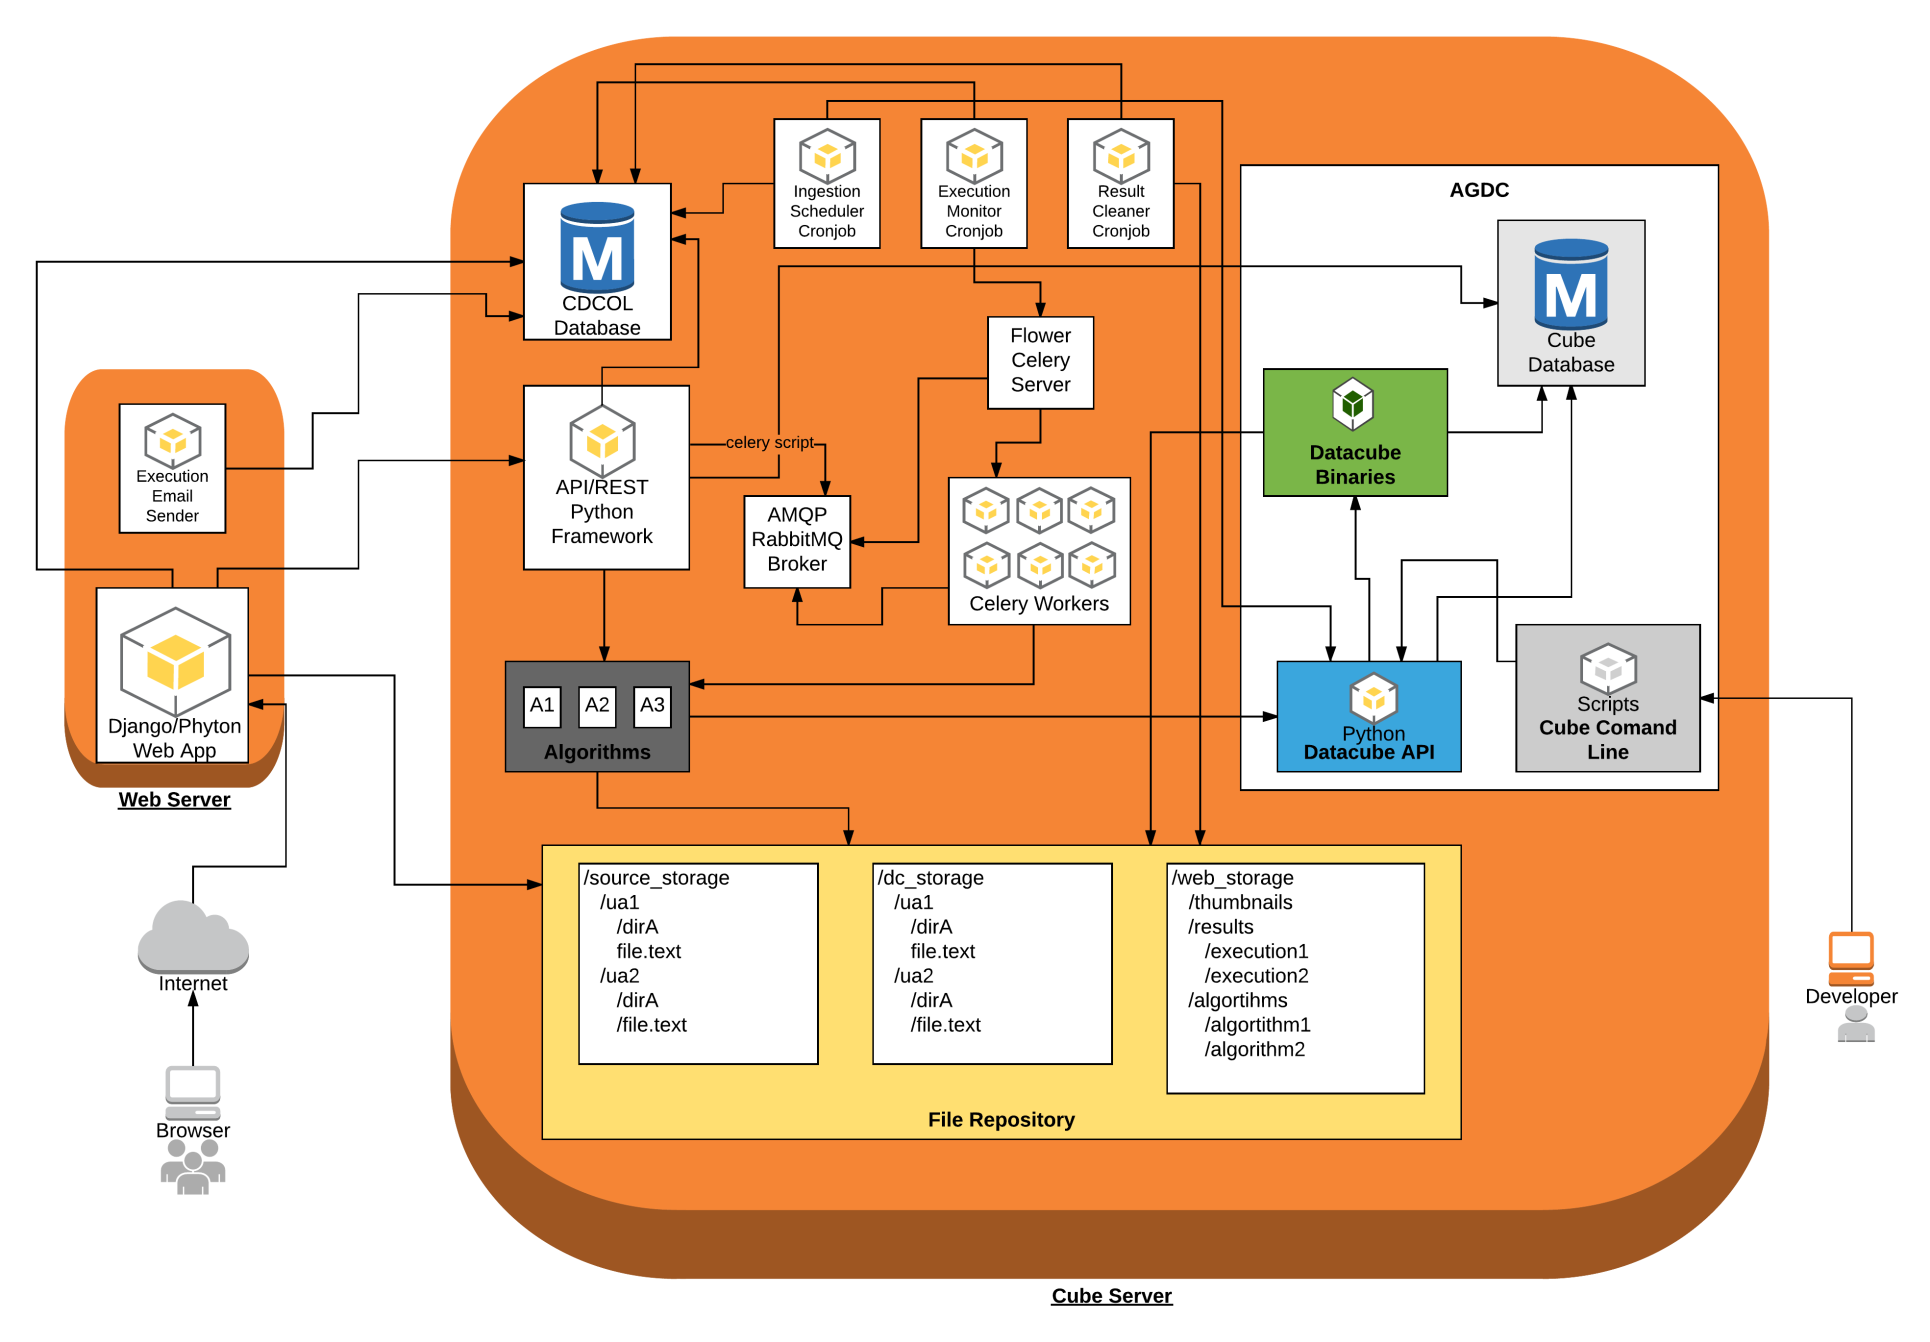 Ingestion
Scheduler
Cronjob
Execution
Monitor
Cronjob
Result
Cleaner
Cronjob
AGDC
M
CDCOL
Database
M
Cube
Database
Flower
Celery
Server
Datacube
Binaries
Execution
Email
Sender
API/REST
Python
Framework
celery script
AMQP
RabbitMQ
Broker
Celery Workers
Django/Phyton
Web App
Web Server
A1
A2
A3
Algorithms
Python
Datacube API
Scripts
Cube Comand
Line
/source_storage
/ua1
/dirA
file.text
/ua2
/dirA
/file.text
/dc_storage
/ua1
/dirA
file.text
/ua2
/dirA
/file.text
/web_storage
/thumbnails
/results
/execution1
/execution2
/algortihms
/algortithm1
/algorithm2
File Repository
Internet
Browser
Developer
Cube Server